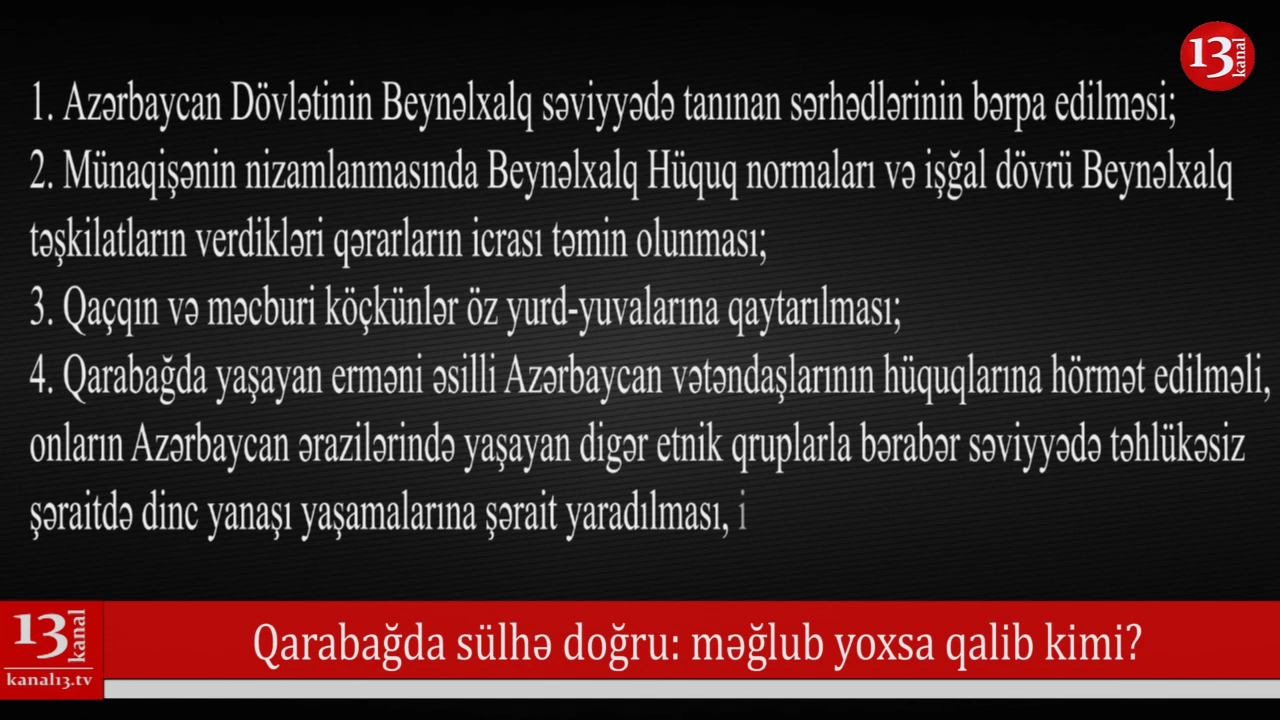 13 kanal
1. Azərbaycan Dövlətinin Beynəlxalq səviyyədə tanınan sərhədlərinin bərpa edilməsi;
2. Münaqişənin nizamlanmasında Beynəlxalq Hüquq normaları və işğal dövrü Beynəlxalq
təşkilatların verdikləri qərarların icrası təmin olunması;
3. Qaçqın və məcburi köçkünlər öz yurd-yuvalarına qaytarılması;
4. Qarabağda yaşayan erməni əsilli Azərbaycan vətəndaşlarının hüquqlarına hörmət edilməli,
onların Azərbaycan ərazilərində yaşayan digər etnik qruplarla bərabər səviyyədə təhlükəsiz
şəraitdə dinc yanaşı yaşamalarına şərait yaradılması, i
13 kanal
kanal13.tv
Qarabağda sülhə doğru: məğlub yoxsa qalib kimi?